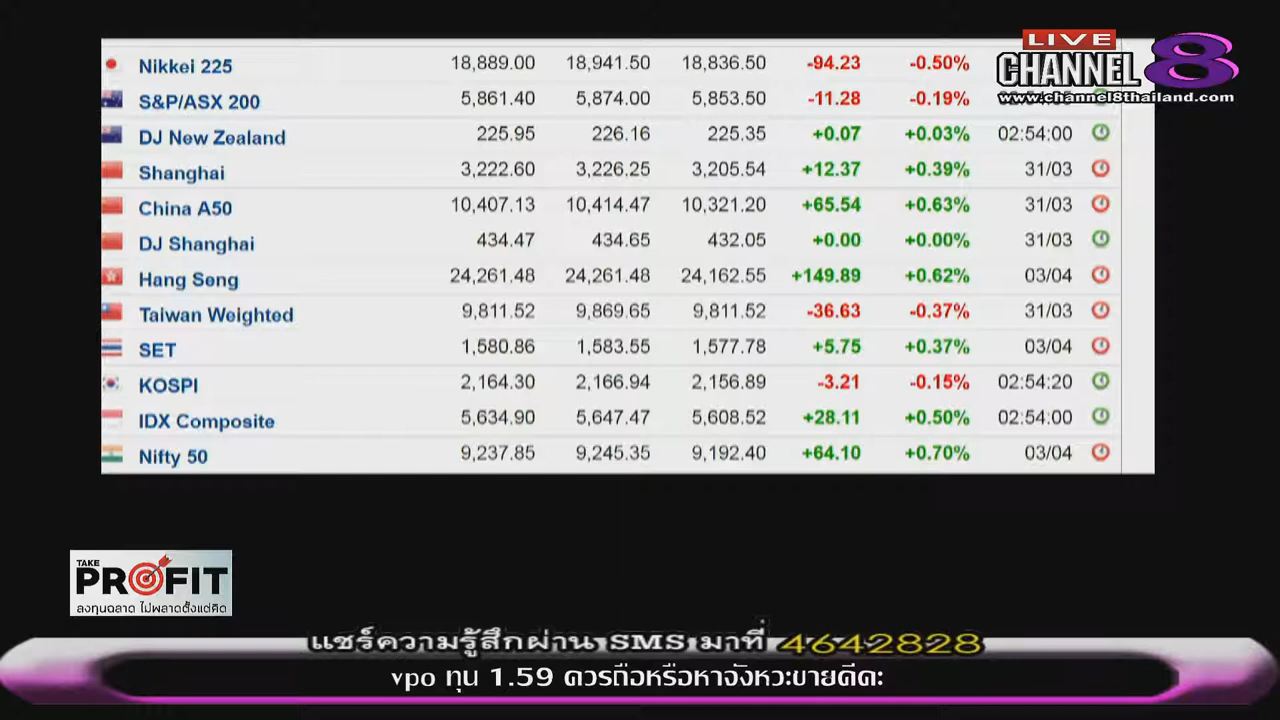 LIVE
CHANNEL 8
www.channel8thailand.com
Nikkei 225 18,889.00 18,941.50 18,836.50 -94.23 -0.50%
S&P/ASX 200 5,861.40 5,874.00 5,853.50 -11.28 -0.19%
DJ New Zealand 225.95 226.16 225.35 +0.07 +0.03% 02:54:00
Shanghai 3,222.60 3,226.25 3,205.54 +12.37 +0.39% 31/03
China A50 10,407.13 10,414.47 10,321.20 +65.54 +0.63% 31/03
DJ Shanghai 434.47 434.65 432.05 +0.00 +0.00% 31/03
Hang Seng 24,261.48 24,261.48 24,162.55 +149.89 +0.62% 03/04
Taiwan Weighted 9,811.52 9,869.65 9,811.52 -36.63 -0.37% 31/03
SET 1,580.86 1,583.55 1,577.78 +5.75 +0.37% 03/04
KOSPI 2,164.30 2,166.94 2,156.89 -3.21 -0.15% 02:54:20
IDX Composite 5,634.90 5,647.47 5,608.52 +28.11 +0.50% 02:54:00
Nifty 50 9,237.85 9,245.35 9,192.40 +64.10 +0.70% 03/04
TAKE
PROFIT
ลงทุนฉลาด ไม่พลาดตั้งแต่คิด
แชร์ความรู้สึกผ่าน SMS มาที่ 4642828
vpo ทุน 1.59 ควรถือหรือหาจังหวะขายดีคะ